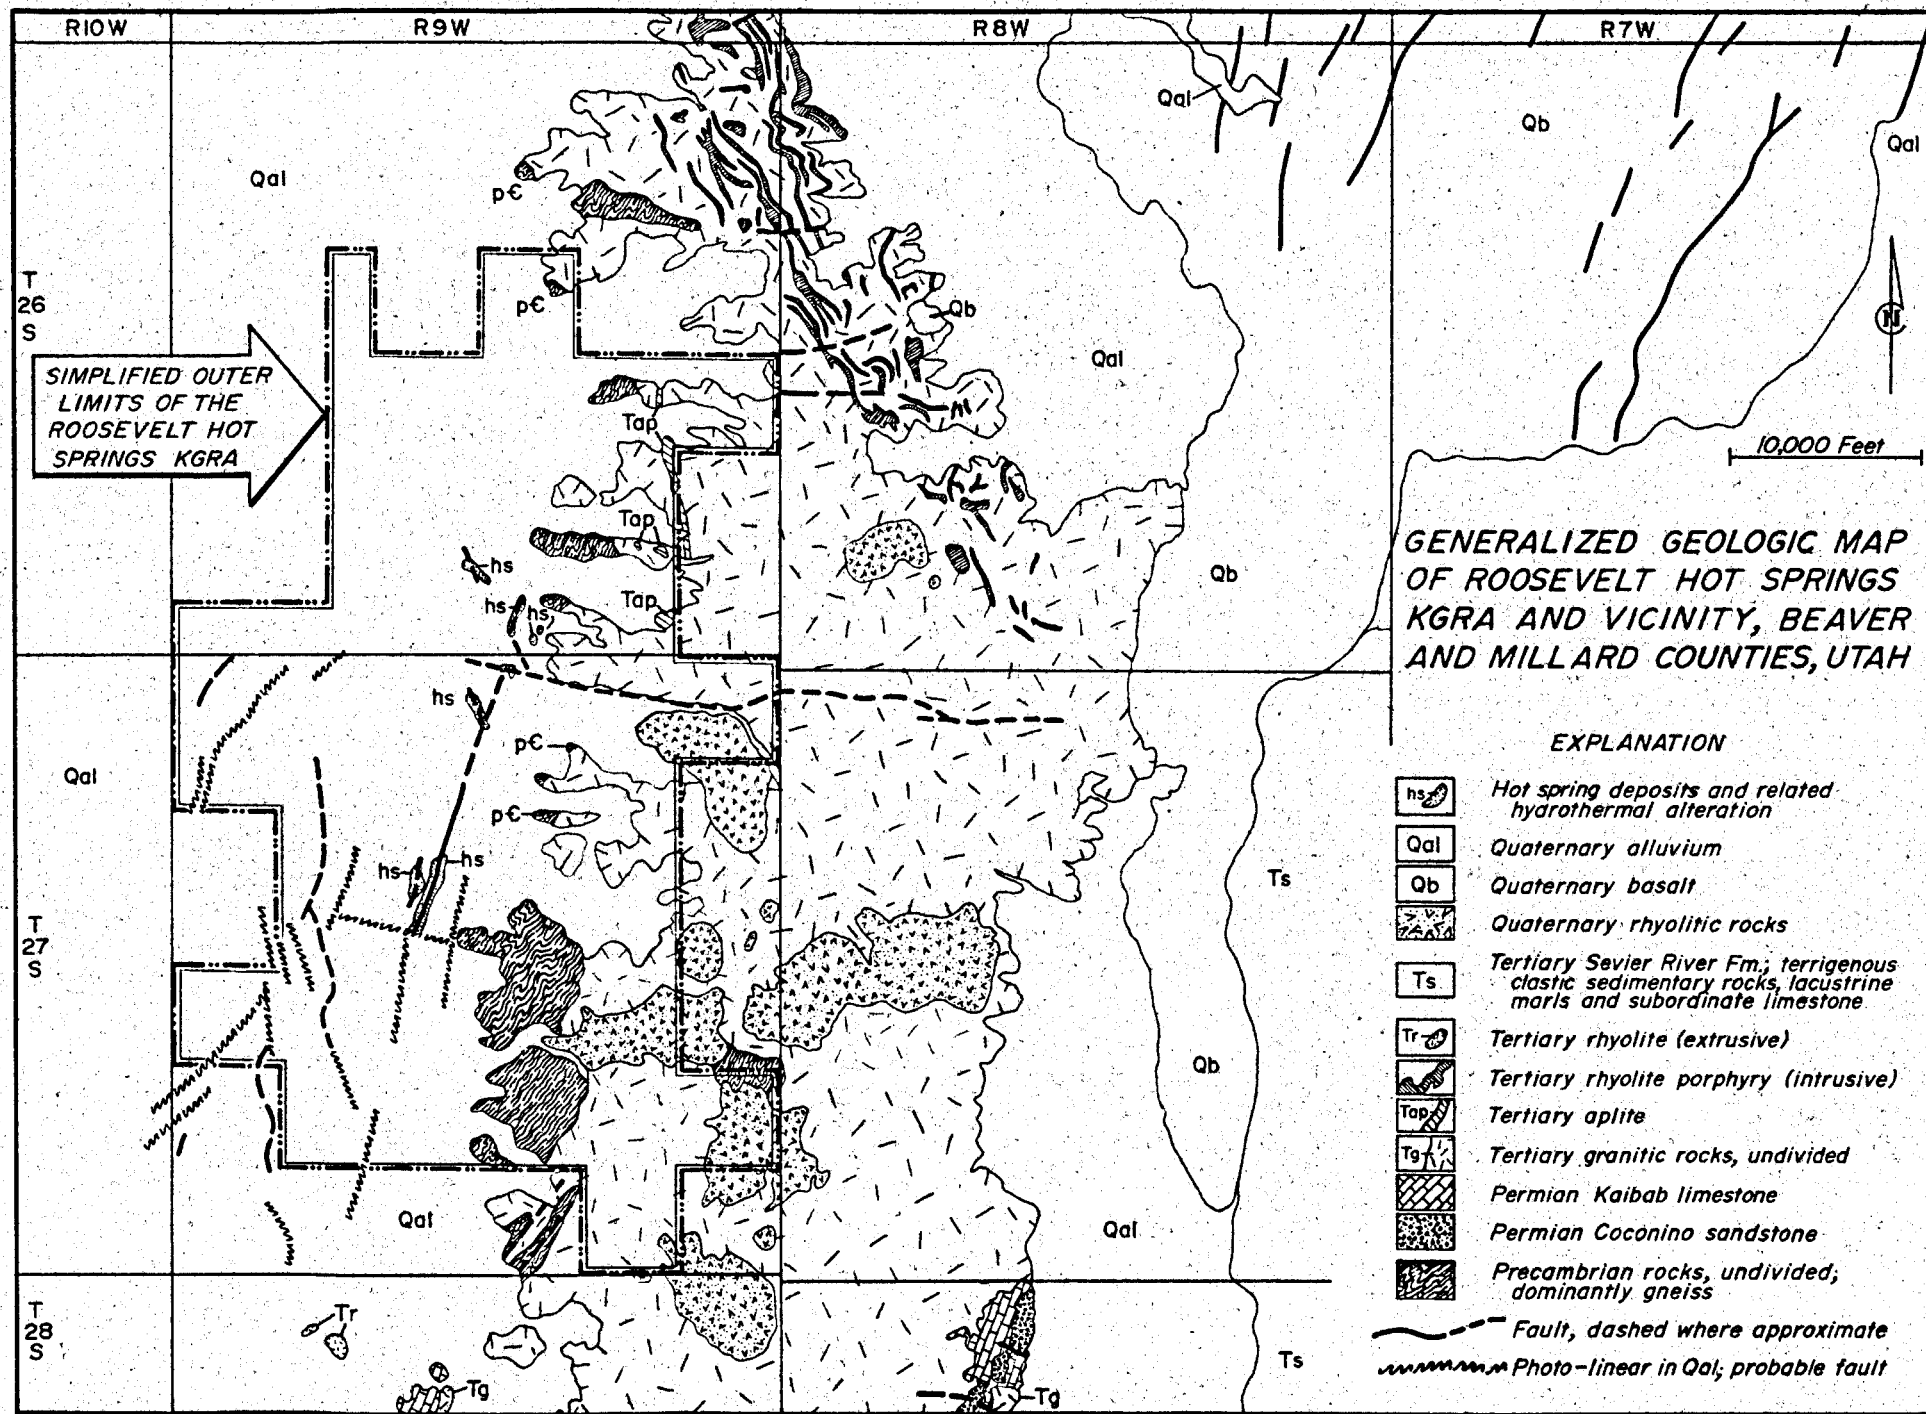 R10W
R9W
R8W
R7W
Qal
Qb
Qal
Qal
p€
p€
T
26
S
Qb
Qal
N
SIMPLIFIED OUTER
LIMITS OF THE
ROOSEVELT HOT
SPRINGS KGRA
Tap
10,000 Feet
Tap
hs
Qb
hs
hs
Tap
GENERALIZED GEOLOGIC MAP
OF ROOSEVELT HOT SPRINGS
KGRA AND VICINITY, BEAVER
AND MILLARD COUNTIES, UTAH
hs
p€
Qal
p€
hs
hs
Ts
T
27
S
Qb
Qal
Qal
T
28
S
Tr
Ts
Tg
Tg
EXPLANATION
hs
Hot spring deposits and related
hydrothermal alteration
Qal
Quaternary alluvium
Qb
Quaternary basalt
Quaternary rhyolitic rocks
Ts
Tertiary Sevier River Fm.; terrigenous
clastic sedimentary rocks, lacustrine
marls and subordinate limestone
Tr
Tertiary rhyolite (extrusive)
Tertiary rhyolite porphyry (intrusive)
Tap
Tertiary aplite
Tg
Tertiary granitic rocks, undivided
Permian Kaibab limestone
Permian Coconino sandstone
Precambrian rocks, undivided;
dominantly gneiss
Fault, dashed where approximate
Photo-linear in Qal; probable fault